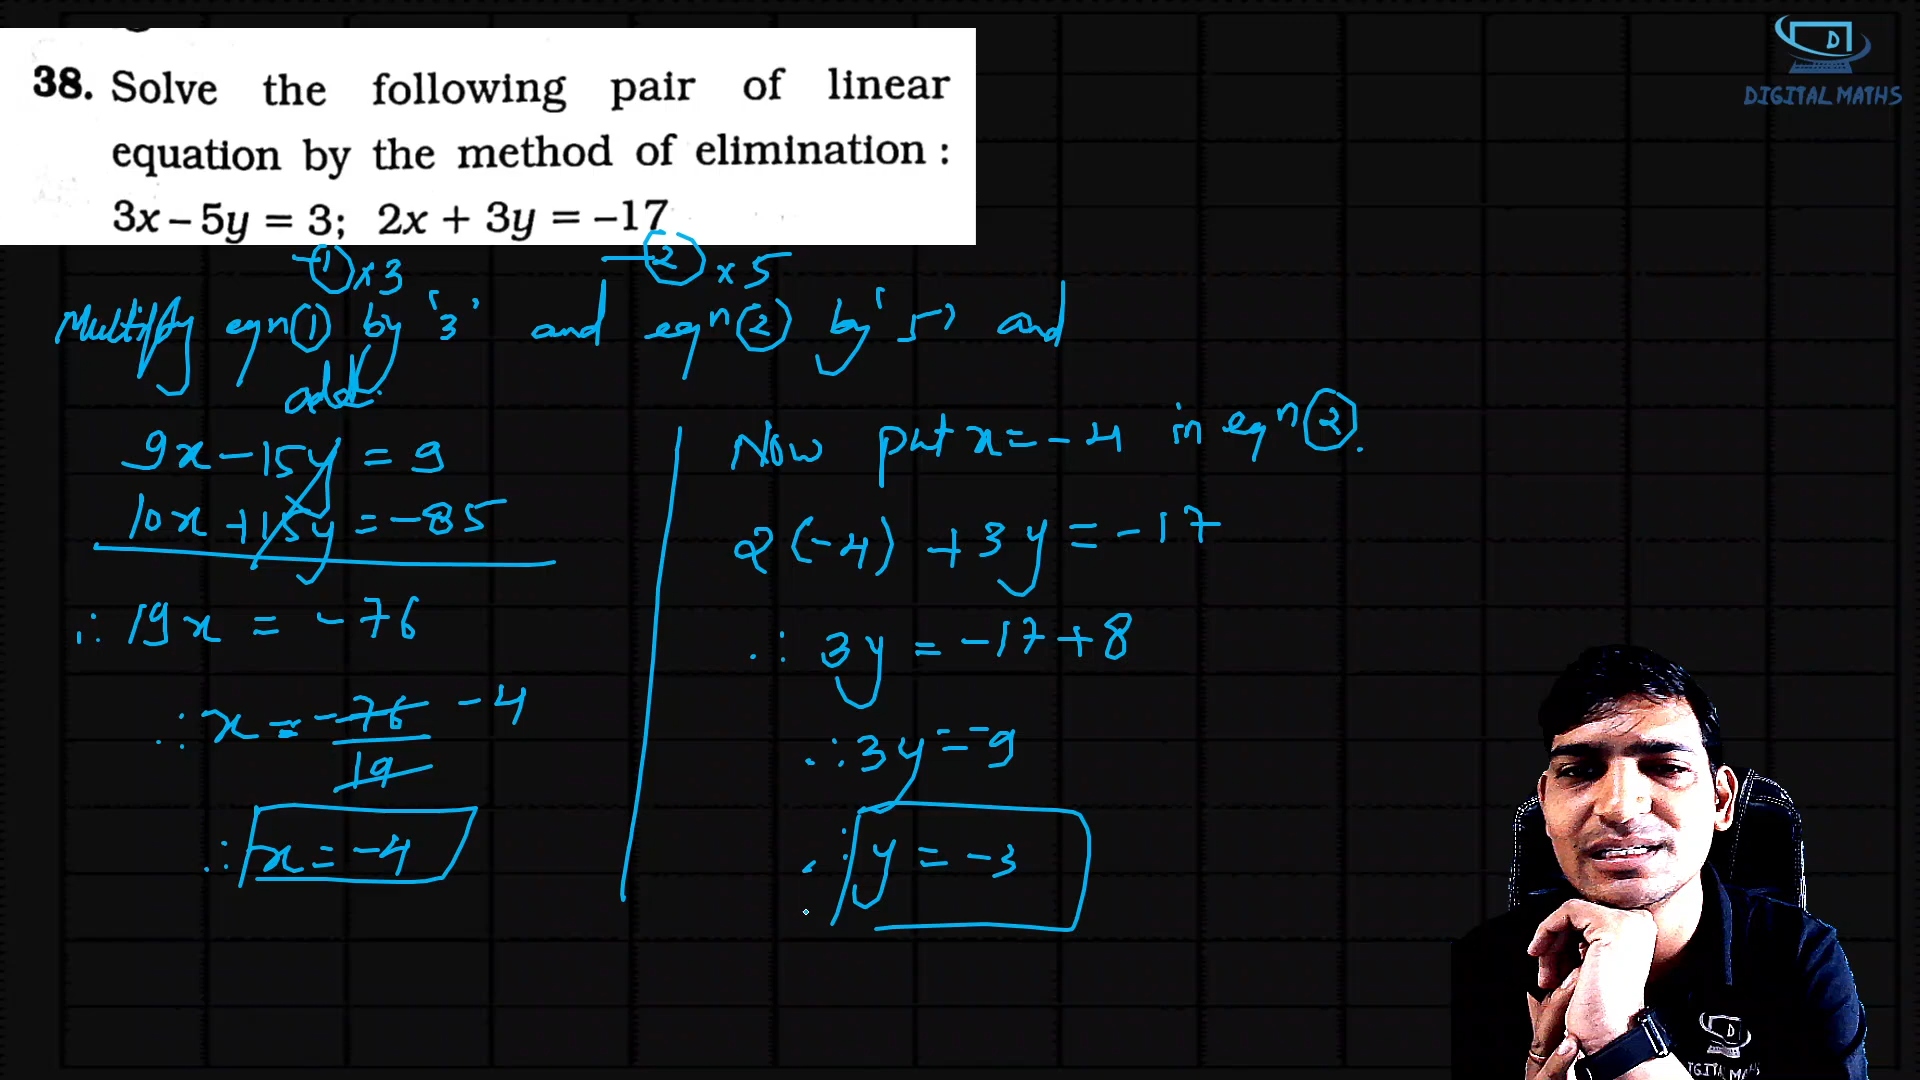 38. Solve the following pair of linear
equation by the method of elimination :
3x – 5y = 3; 2x + 3y = –17
—① × 3 —② × 5
Multiply eqn ① by '3' and eqn ② by '5' and
add.
9x – 15y = 9
10x + 15y = –85
∴ 19x = –76
∴ x = –76/19 –4
∴ x = –4
Now put x = –4 in eqn ②.
2(–4) + 3y = –17
∴ 3y = –17 + 8
∴ 3y = –9
∴ y = –3
D
DIGITAL MATHS
D